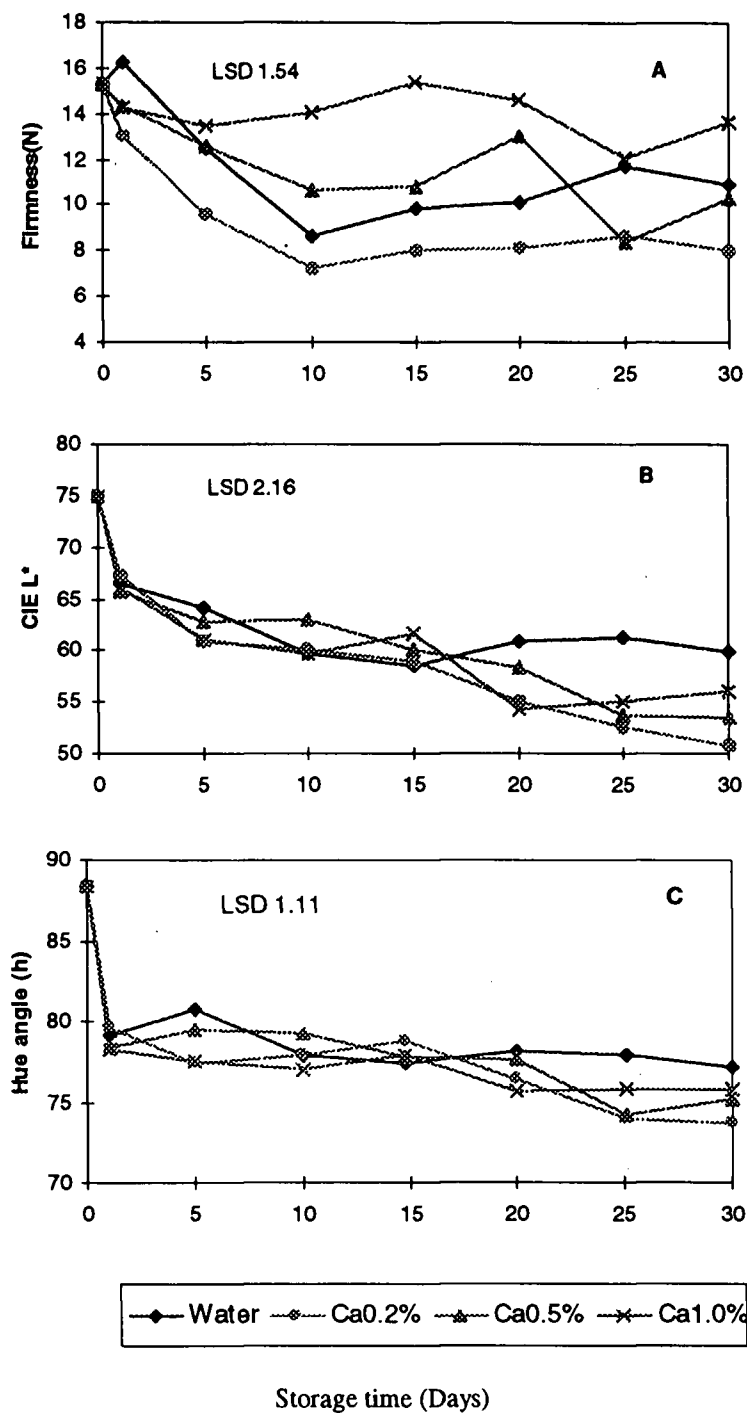 18
16
14
12
10
8
6
4
Firmness(N)
LSD 1.54
A
0 5 10 15 20 25 30
80
75
70
65
60
55
50
CIE L*
LSD 2.16
B
0 5 10 15 20 25 30
90
85
80
75
70
Hue angle (h)
LSD 1.11
C
0 5 10 15 20 25 30
Water Ca0.2% Ca0.5% Ca1.0%
Storage time (Days)